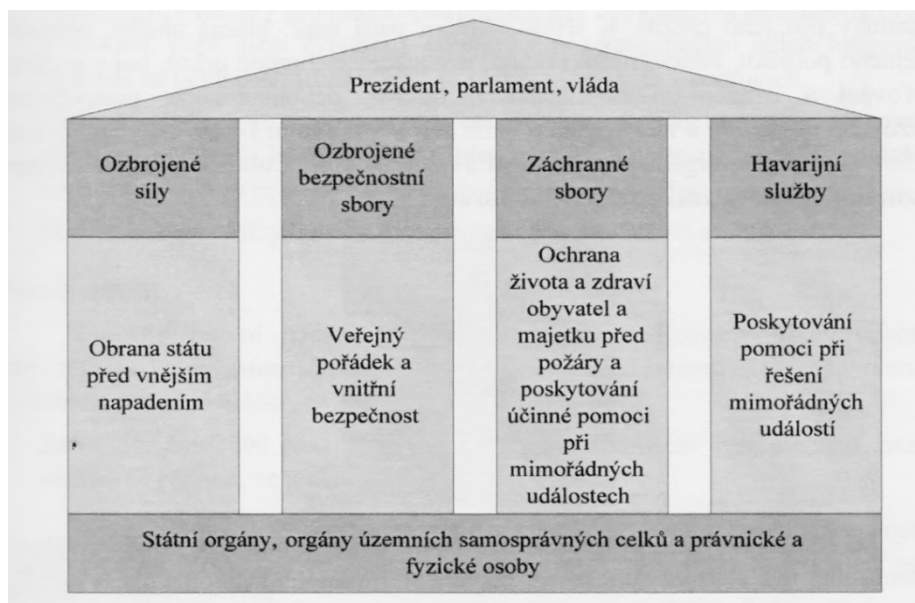 Prezident, parlament, vláda
Ozbrojené
síly
Ozbrojené
bezpečnostní
sbory
Záchranné
sbory
Havarijní
služby
Obrana státu
před vnějším
napadením
Veřejný
pořádek a
vnitřní
bezpečnost
Ochrana
života a zdraví
obyvatel a
majetku před
požáry a
poskytování
účinné pomoci
při
mimořádných
událostech
Poskytování
pomoci při
řešení
mimořádných
událostí
Státní orgány, orgány územních samosprávných celků a právnické a
fyzické osoby